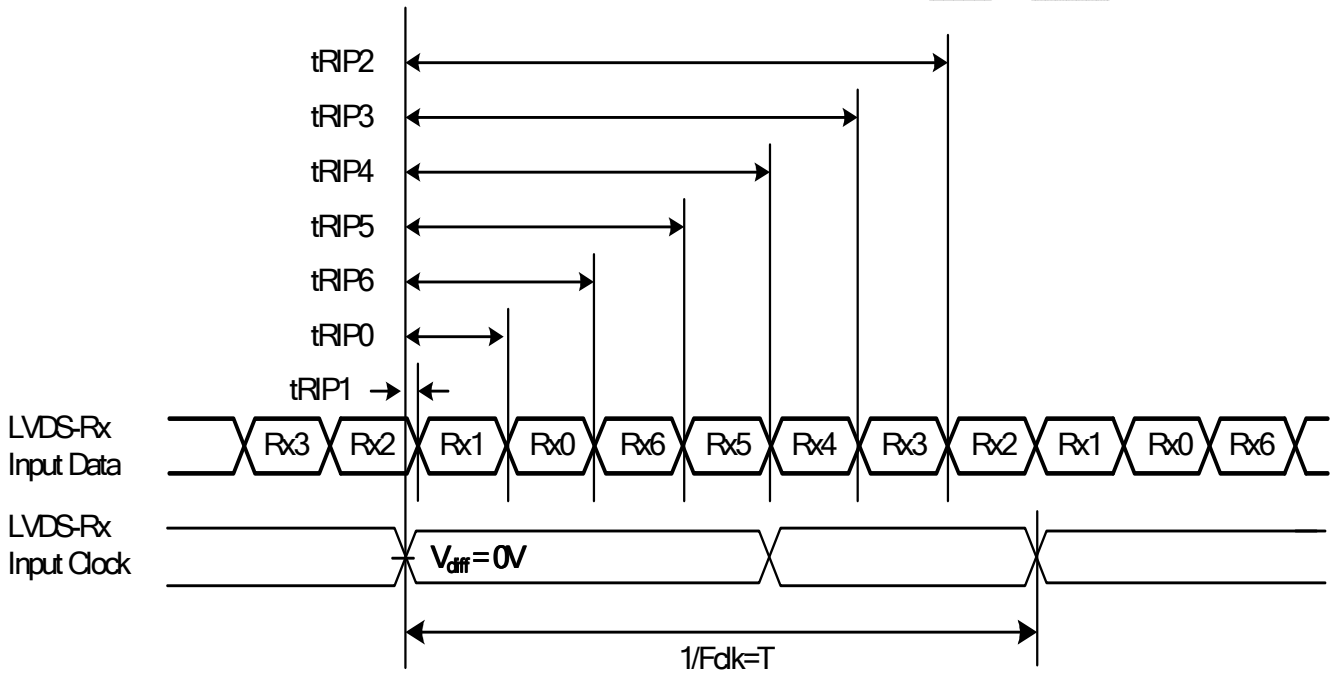 tRIP2
tRIP3
tRIP4
tRIP5
tRIP6
tRIP0
tRIP1
LVDS-Rx
Input Data
Rx3 Rx2 Rx1 Rx0 Rx6 Rx5 Rx4 Rx3 Rx2 Rx1 Rx0 Rx6
LVDS-Rx
Input Clock
Vdiff = 0V
1/Fclk=T